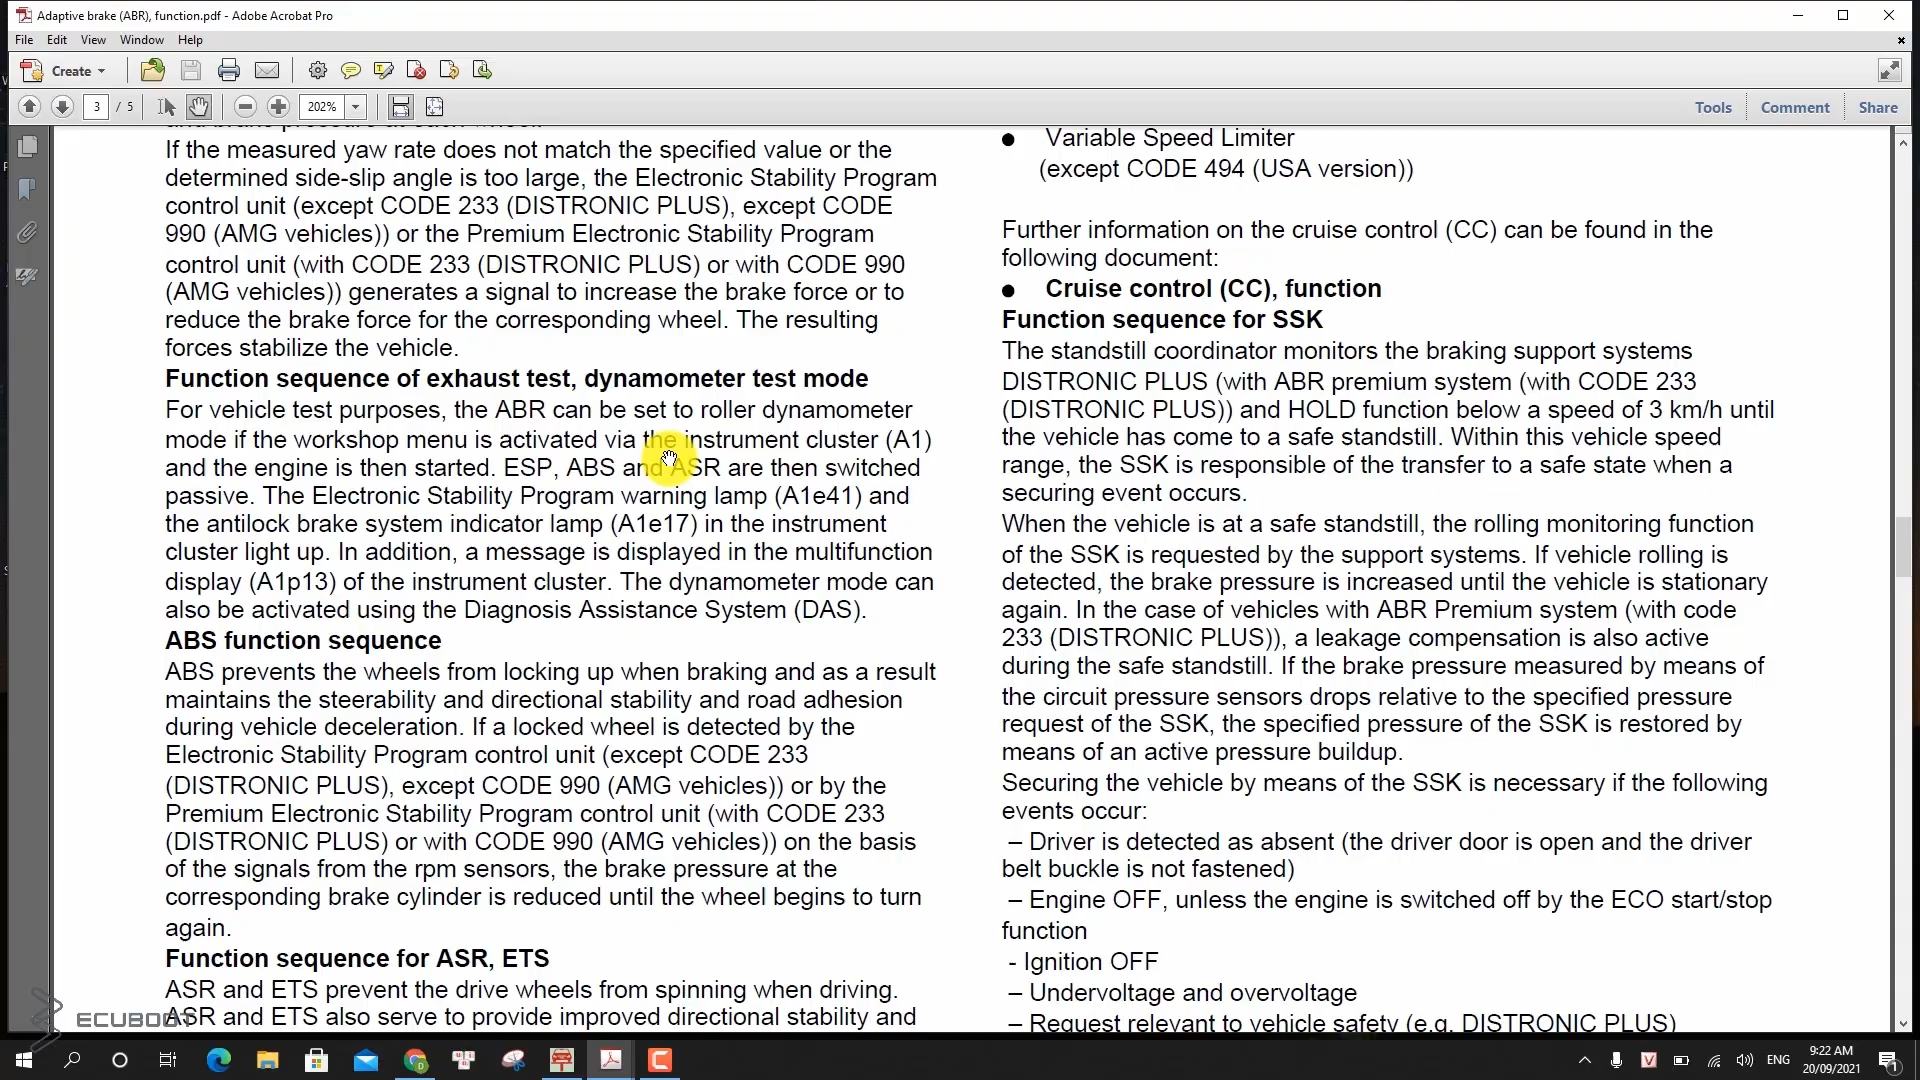 Adaptive brake (ABR), function.pdf - Adobe Acrobat Pro
File Edit View Window Help
Create
3 / 5
202%
Tools Comment Share
If the measured yaw rate does not match the specified value or the
determined side-slip angle is too large, the Electronic Stability Program
control unit (except CODE 233 (DISTRONIC PLUS), except CODE
990 (AMG vehicles)) or the Premium Electronic Stability Program
control unit (with CODE 233 (DISTRONIC PLUS) or with CODE 990
(AMG vehicles)) generates a signal to increase the brake force or to
reduce the brake force for the corresponding wheel. The resulting
forces stabilize the vehicle.
Function sequence of exhaust test, dynamometer test mode
For vehicle test purposes, the ABR can be set to roller dynamometer
mode if the workshop menu is activated via the instrument cluster (A1)
and the engine is then started. ESP, ABS and ASR are then switched
passive. The Electronic Stability Program warning lamp (A1e41) and
the antilock brake system indicator lamp (A1e17) in the instrument
cluster light up. In addition, a message is displayed in the multifunction
display (A1p13) of the instrument cluster. The dynamometer mode can
also be activated using the Diagnosis Assistance System (DAS).
ABS function sequence
ABS prevents the wheels from locking up when braking and as a result
maintains the steerability and directional stability and road adhesion
during vehicle deceleration. If a locked wheel is detected by the
Electronic Stability Program control unit (except CODE 233
(DISTRONIC PLUS), except CODE 990 (AMG vehicles)) or by the
Premium Electronic Stability Program control unit (with CODE 233
(DISTRONIC PLUS) or with CODE 990 (AMG vehicles)) on the basis
of the signals from the rpm sensors, the brake pressure at the
corresponding brake cylinder is reduced until the wheel begins to turn
again.
Function sequence for ASR, ETS
ASR and ETS prevent the drive wheels from spinning when driving.
ASR and ETS also serve to provide improved directional stability and
● Variable Speed Limiter
(except CODE 494 (USA version))
Further information on the cruise control (CC) can be found in the
following document:
● Cruise control (CC), function
Function sequence for SSK
The standstill coordinator monitors the braking support systems
DISTRONIC PLUS (with ABR premium system (with CODE 233
(DISTRONIC PLUS)) and HOLD function below a speed of 3 km/h until
the vehicle has come to a safe standstill. Within this vehicle speed
range, the SSK is responsible of the transfer to a safe state when a
securing event occurs.
When the vehicle is at a safe standstill, the rolling monitoring function
of the SSK is requested by the support systems. If vehicle rolling is
detected, the brake pressure is increased until the vehicle is stationary
again. In the case of vehicles with ABR Premium system (with code
233 (DISTRONIC PLUS)), a leakage compensation is also active
during the safe standstill. If the brake pressure measured by means of
the circuit pressure sensors drops relative to the specified pressure
request of the SSK, the specified pressure of the SSK is restored by
means of an active pressure buildup.
Securing the vehicle by means of the SSK is necessary if the following
events occur:
– Driver is detected as absent (the driver door is open and the driver
belt buckle is not fastened)
– Engine OFF, unless the engine is switched off by the ECO start/stop
function
- Ignition OFF
– Undervoltage and overvoltage
– Request relevant to vehicle safety (e.g. DISTRONIC PLUS)
ENG
9:22 AM
20/09/2021